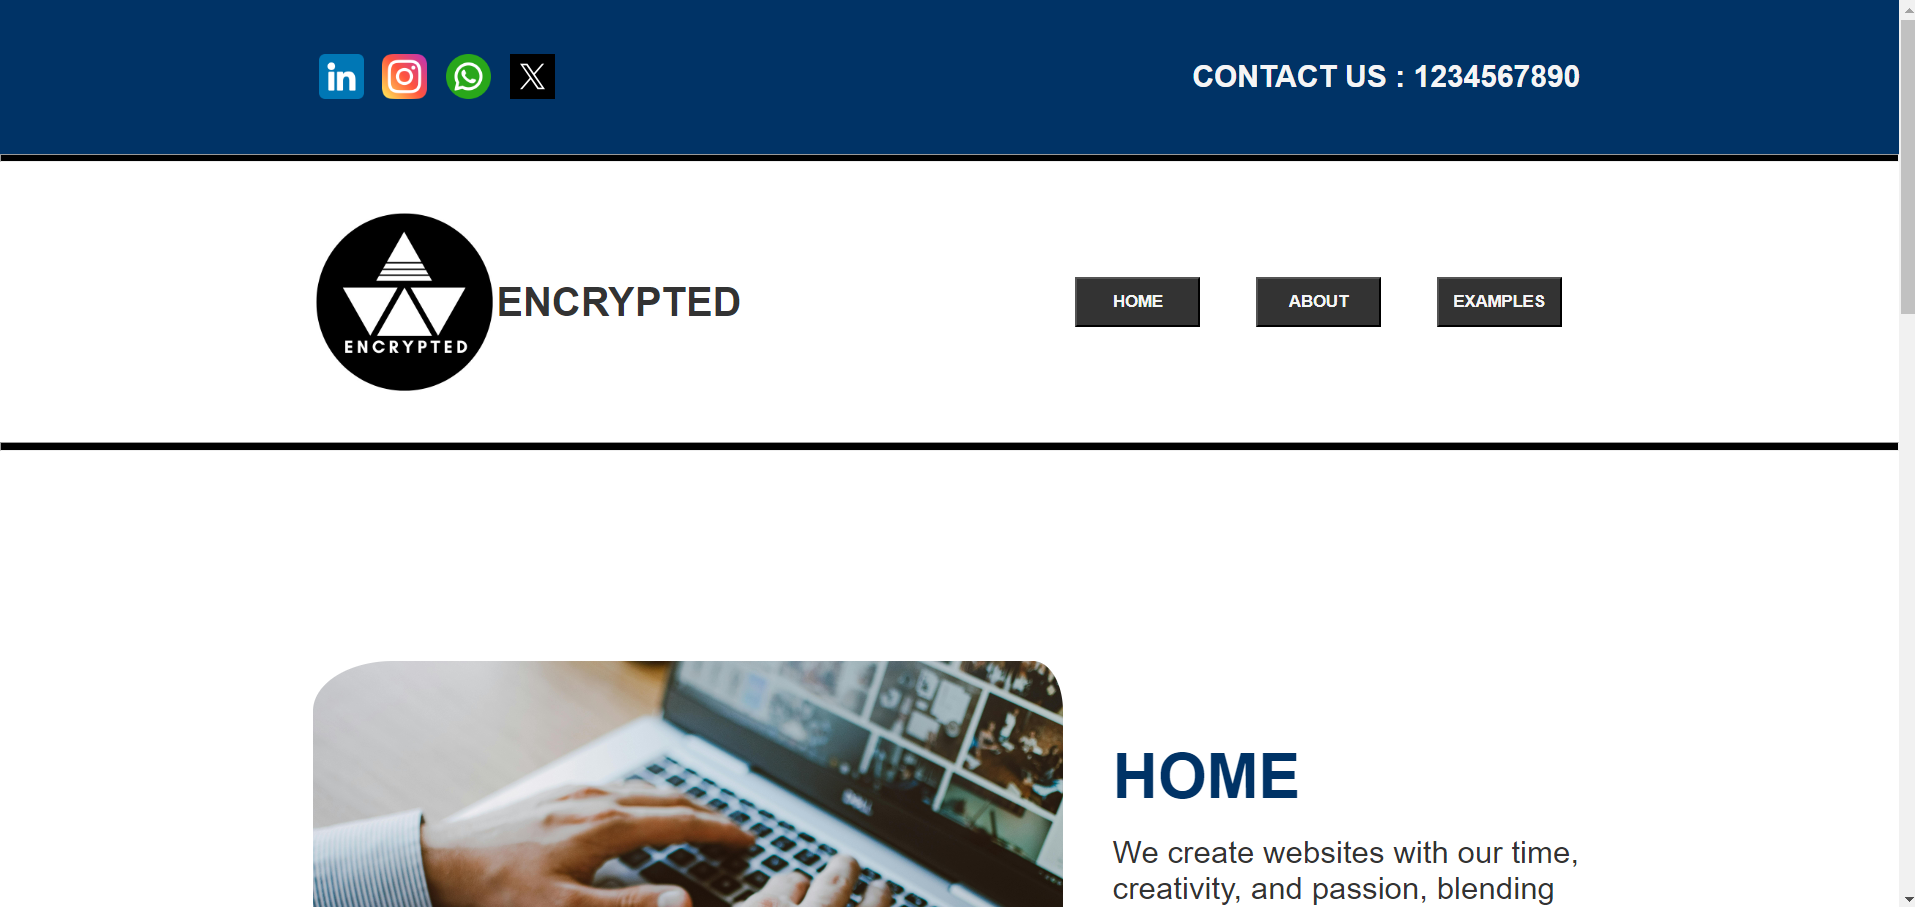 in
CONTACT US : 1234567890
ENCRYPTED
ENCRYPTED
HOME
ABOUT
EXAMPLES
HOME
We create websites with our time,
creativity, and passion, blending